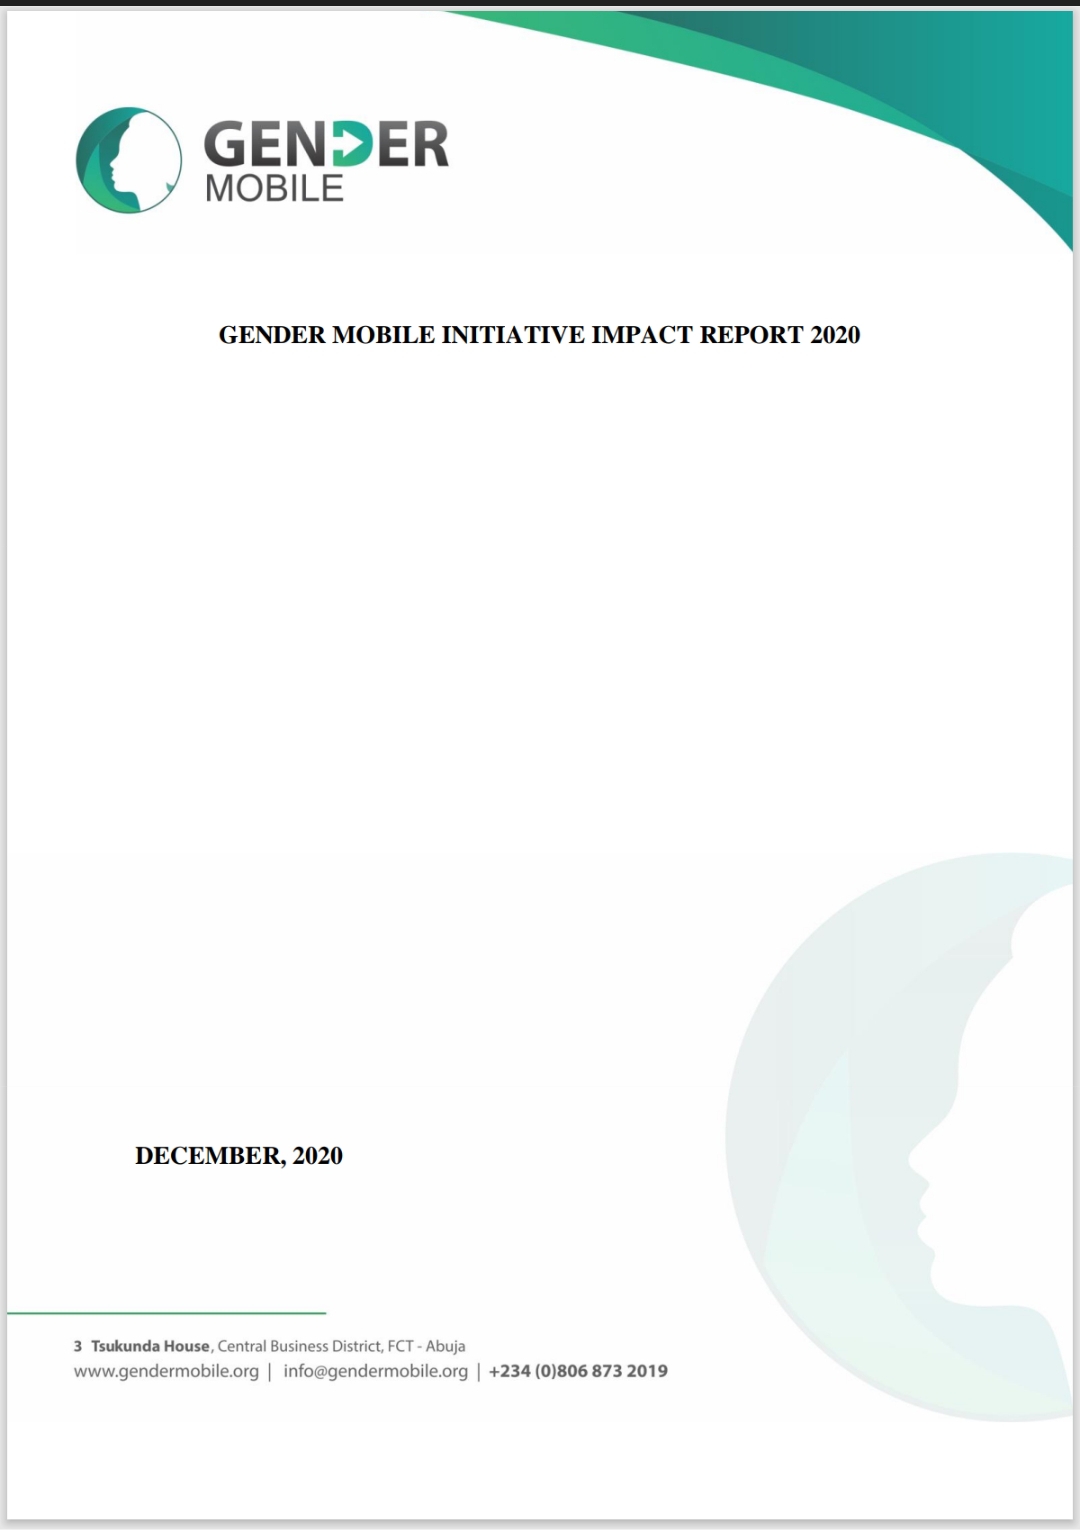 GENDER
MOBILE
GENDER MOBILE INITIATIVE IMPACT REPORT 2020
DECEMBER, 2020
3 Tsukunda House, Central Business District, FCT - Abuja
www.gendermobile.org | info@gendermobile.org | +234 (0)806 873 2019